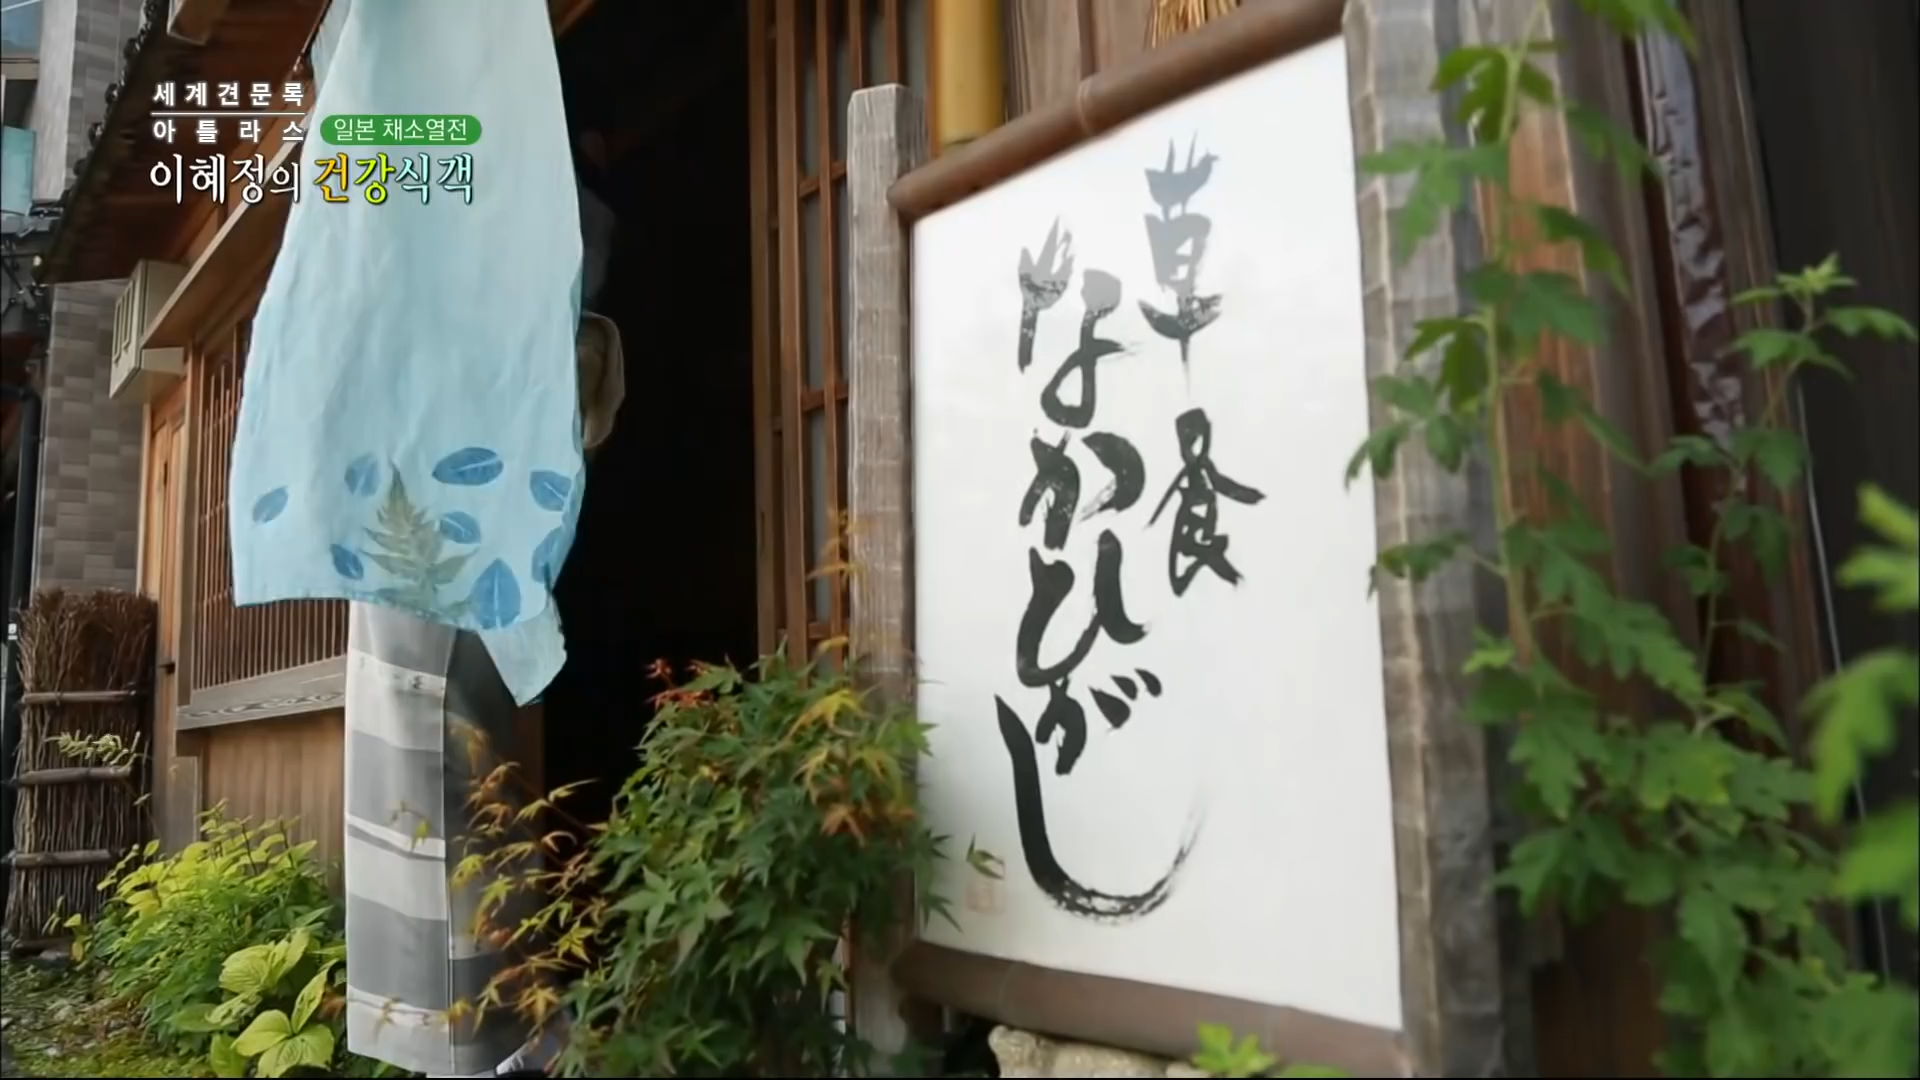 세계견문록
아틀라스
일본 채소열전
이혜정의 건강식객
草食
なかひがし